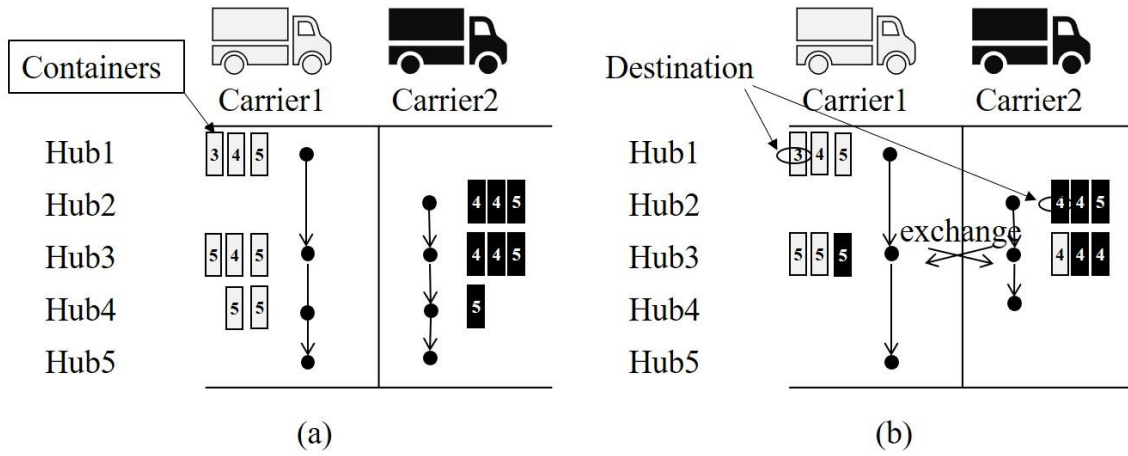 Containers
Carrier1 Carrier2
Hub1 3 4 5
Hub2 4 4 5
Hub3 5 4 5 4 4 5
Hub4 5 5 5
Hub5
(a)
Destination
Carrier1 Carrier2
Hub1 3 4 5
Hub2 4 4 5
exchange
Hub3 5 5 5 4 4 4
Hub4
Hub5
(b)